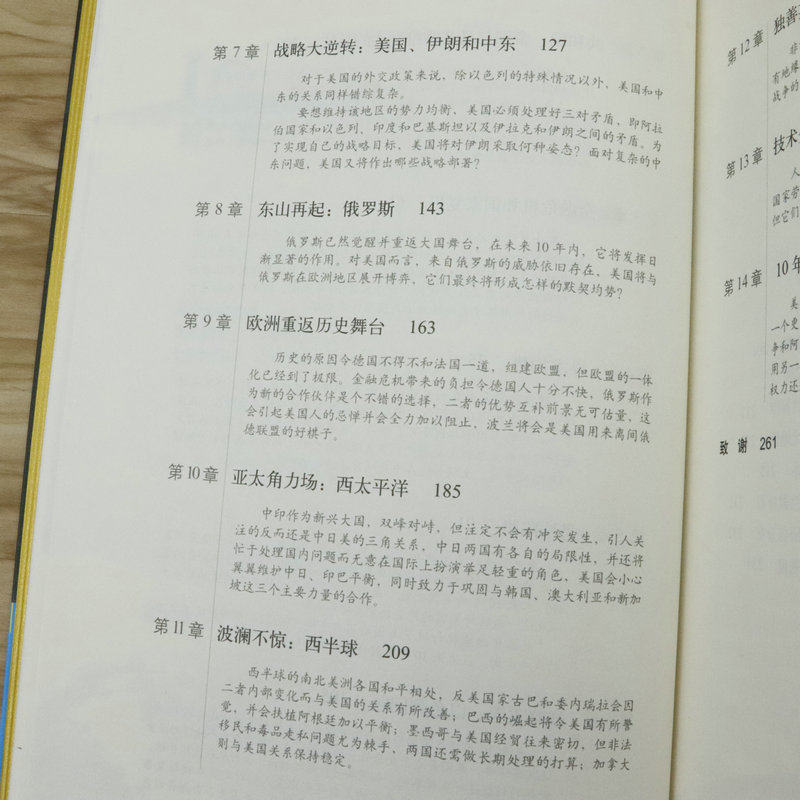 第7章 战略大逆转：美国、伊朗和中东 127
对于美国的外交政策来说，除以色列的特殊情况以外，美国和中
东的关系同样错综复杂。
要想维持该地区的势力均衡，美国必须处理好三对矛盾，即阿拉
伯国家和以色列、印度和巴基斯坦以及伊拉克和伊朗之间的矛盾。为
了实现自己的战略目标，美国将对伊朗采取何种姿态？面对复杂的中
东问题，美国又将作出哪些战略部署？
第8章 东山再起：俄罗斯 143
俄罗斯已然觉醒并重返大国舞台，在未来10年内，它将发挥日
渐显著的作用。对美国而言，来自俄罗斯的威胁依旧存在，美国将与
俄罗斯在欧洲地区展开博弈，它们最终将形成怎样的默契均势？
第9章 欧洲重返历史舞台 163
历史的原因令德国不得不和法国一道，组建欧盟，但欧盟的一体
化已经到了极限。金融危机带来的负担令德国人十分不快，俄罗斯作
为新的合作伙伴是个不错的选择，二者的优势互补前景无可估量，这
会引起美国人的忌惮并会全力加以阻止，波兰将会是美国用来离间俄
德联盟的好棋子。
第10章 亚太角力场：西太平洋 185
中印作为新兴大国，双峰对峙，但注定不会有冲突发生，引人关
注的反而还是中日美的三角关系，中日两国有各自的局限性，并还将
忙于处理国内问题而无意在国际上扮演举足轻重的角色，美国会小心
翼翼维护中日、印巴平衡，同时致力于巩固与韩国、澳大利亚和新加
坡这三个主要力量的合作。
第11章 波澜不惊：西半球 209
西半球的南北美洲各国和平相处，反美国家古巴和委内瑞拉会因
二者内部变化而与美国的关系有所改善；巴西的崛起将令美国有所警
觉，并会扶植阿根廷加以平衡；墨西哥与美国经贸往来密切，但非法
移民和毒品走私问题尤为棘手，两国还需做长期处理的打算；加拿大
则与美国关系保持稳定。
第12章 独善
非
有地缘
战争的
第13章 技术
人
国家劳
但它们
第14章 10年
美
一个更
争和阿
用另一
权力还
致 谢 261